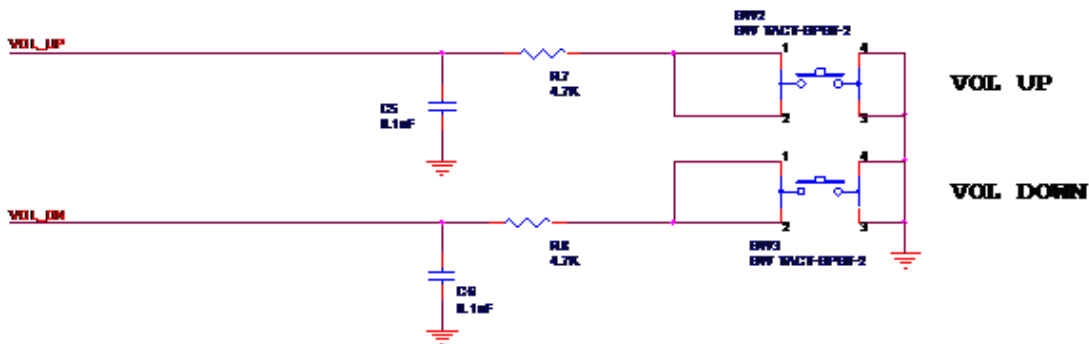 SW2
SW TACT-SPST-2
VOL_UP
1
4
R7
4.7K
VOL UP
C5
0.1uF
2
3
1
4
VOL DOWN
VOL_DN
2
3
R8
4.7K
SW3
SW TACT-SPST-2
C6
0.1uF